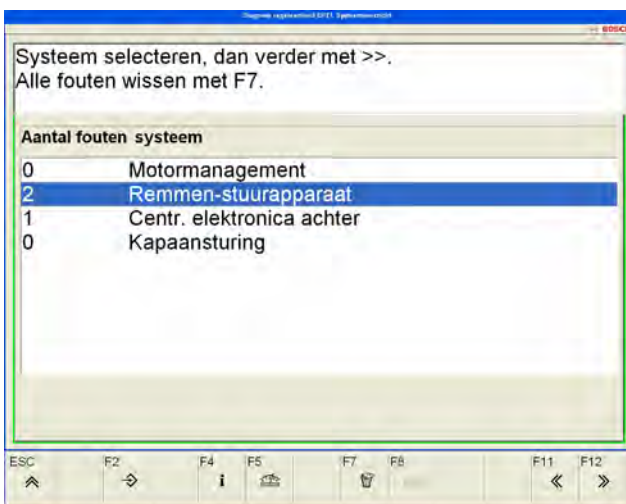 BOSCH
Systeem selecteren, dan verder met >>.
Alle fouten wissen met F7.
Aantal fouten systeem
0 Motormanagement
2 Remmen-stuurapparaat
1 Centr. elektronica achter
0 Kapaansturing
ESC F2 F4 F5 F7 F8 F11 F12